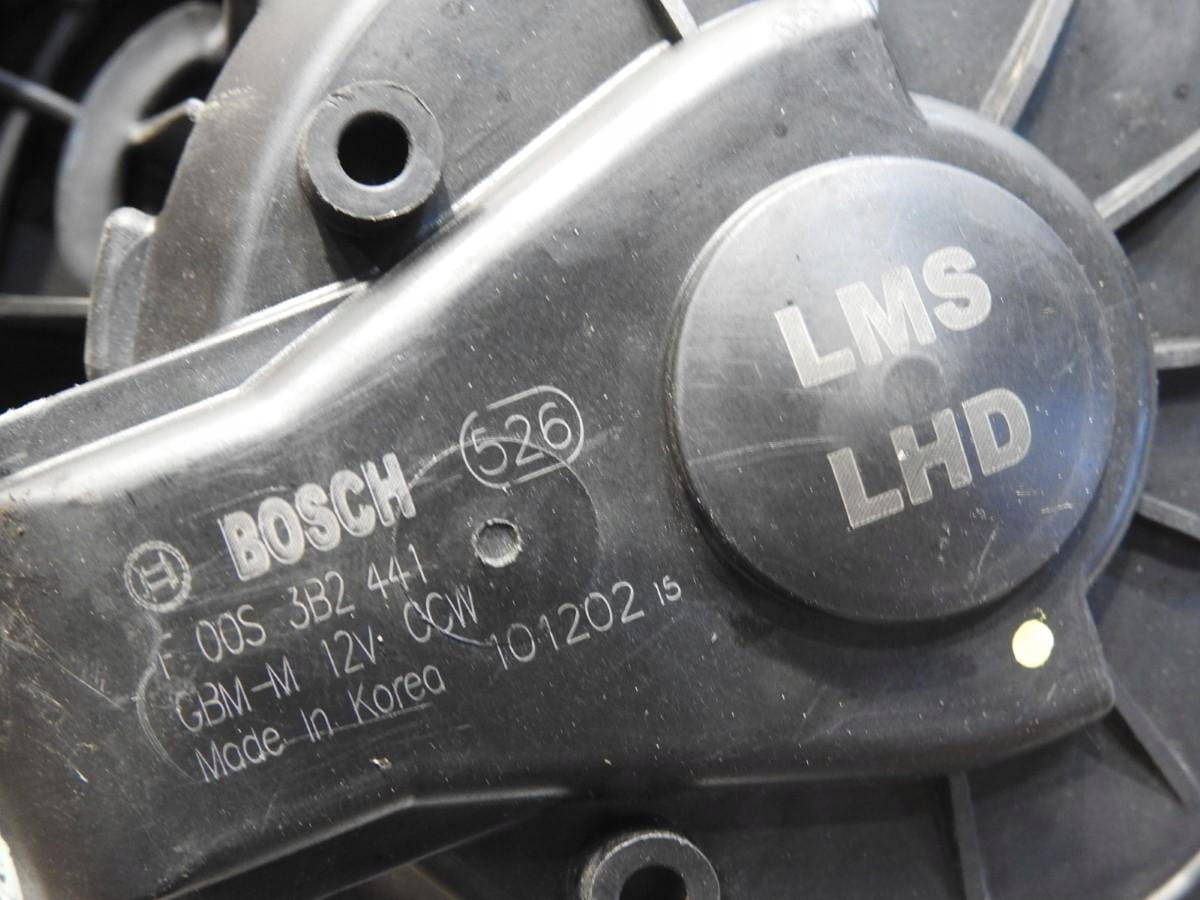 LMS
LHD
526
BOSCH
F 00S 3B2 441
GBM-M 12V CCW
Made In Korea 101202 15